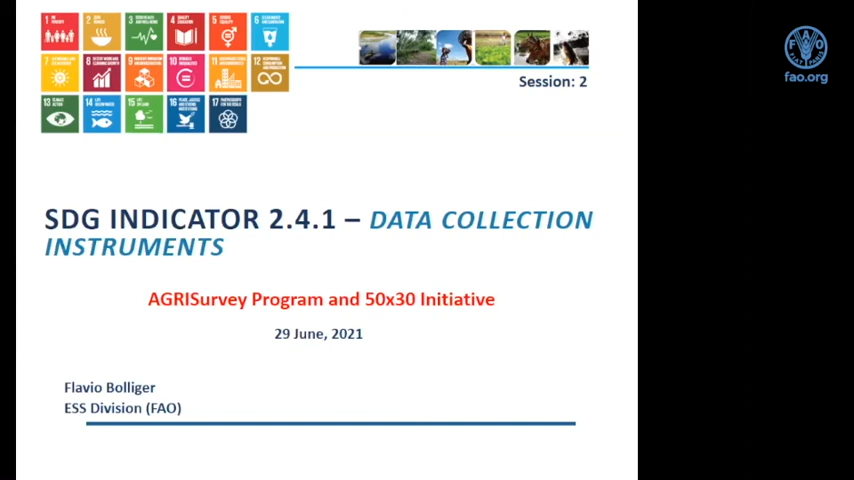 Session: 2
fao.org
SDG INDICATOR 2.4.1 – DATA COLLECTION
INSTRUMENTS
AGRISurvey Program and 50x30 Initiative
29 June, 2021
Flavio Bolliger
ESS Division (FAO)